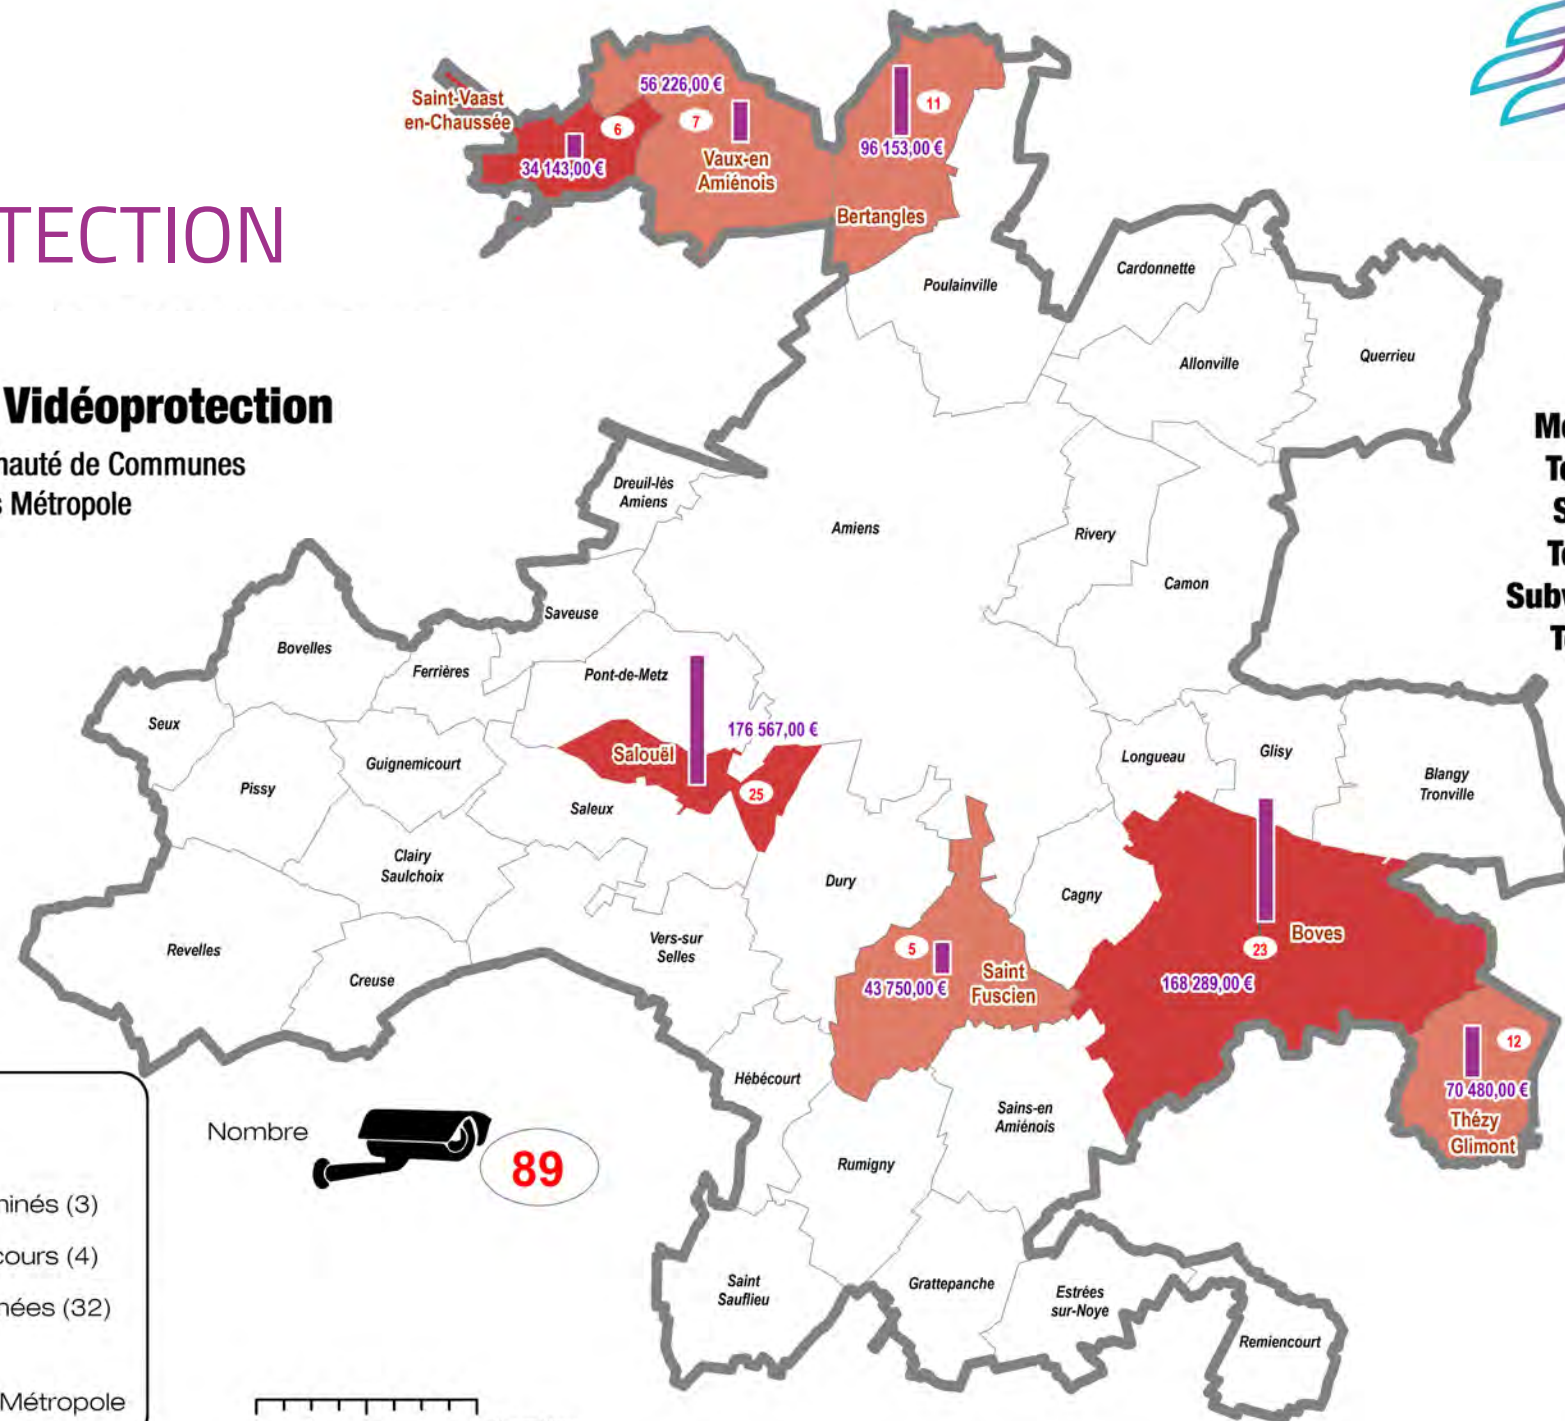 TECTION
Vidéoprotection
nauté de Communes
s Métropole
Saint-Vaast
en-Chaussée
56 226,00 €
6
7
34 143,00 €
Vaux-en
Amiénois
11
96 153,00 €
Bertangles
Poulainville
Cardonnette
Allonville
Querrieu
Dreuil-lès
Amiens
Amiens
Rivery
Camon
Saveuse
Bovelles
Ferrières
Pont-de-Metz
Seux
176 567,00 €
Salouël
25
Guignemicourt
Pissy
Saleux
Longueau
Glisy
Blangy
Tronville
Clairy
Saulchoix
Dury
Cagny
Revelles
Creuse
Vers-sur
Selles
5
43 750,00 €
Saint
Fuscien
Boves
23
168 289,00 €
12
70 480,00 €
Thézy
Glimont
Hébécourt
Sains-en
Amiénois
Rumigny
Saint
Sauflieu
Grattepanche
Estrées
sur-Noye
Remiencourt
Nombre
89
ninés (3)
cours (4)
nées (32)
Métropole
Subv